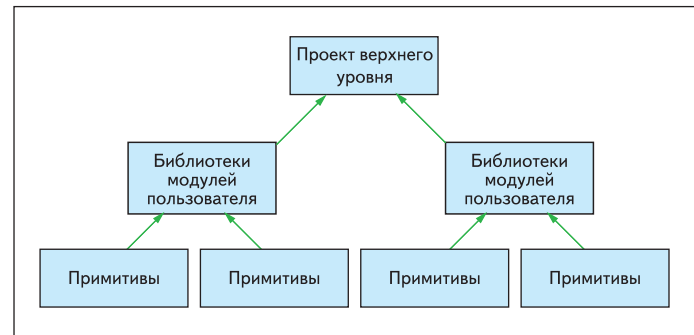 Проект верхнего
уровня
Библиотеки
модулей
пользователя
Библиотеки
модулей
пользователя
Примитивы
Примитивы
Примитивы
Примитивы